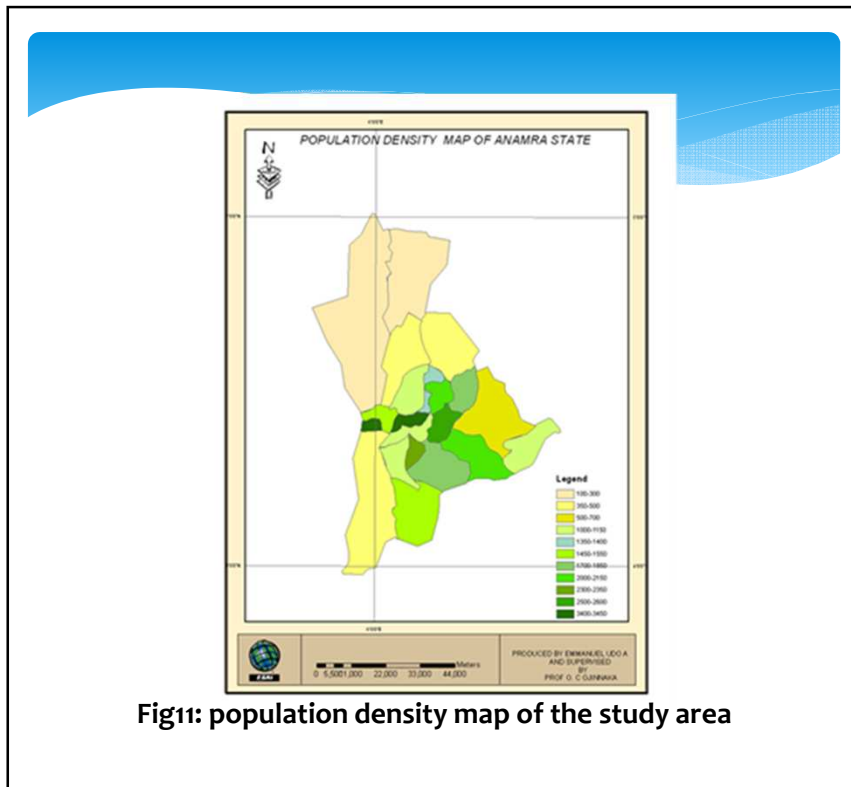 POPULATION DENSITY MAP OF ANAMRA STATE
N
Legend
100-300
350-500
500-700
1000-1150
1350-1400
1450-1550
1700-1850
2000-2150
2300-2350
2500-2600
3400-3450
Meters
0 5,500 11,000 22,000 33,000 44,000
PRODUCED BY EMMANUEL UDO A
AND SUPERVISED
BY
PROF O. C OJINNAKA
Fig11: population density map of the study area